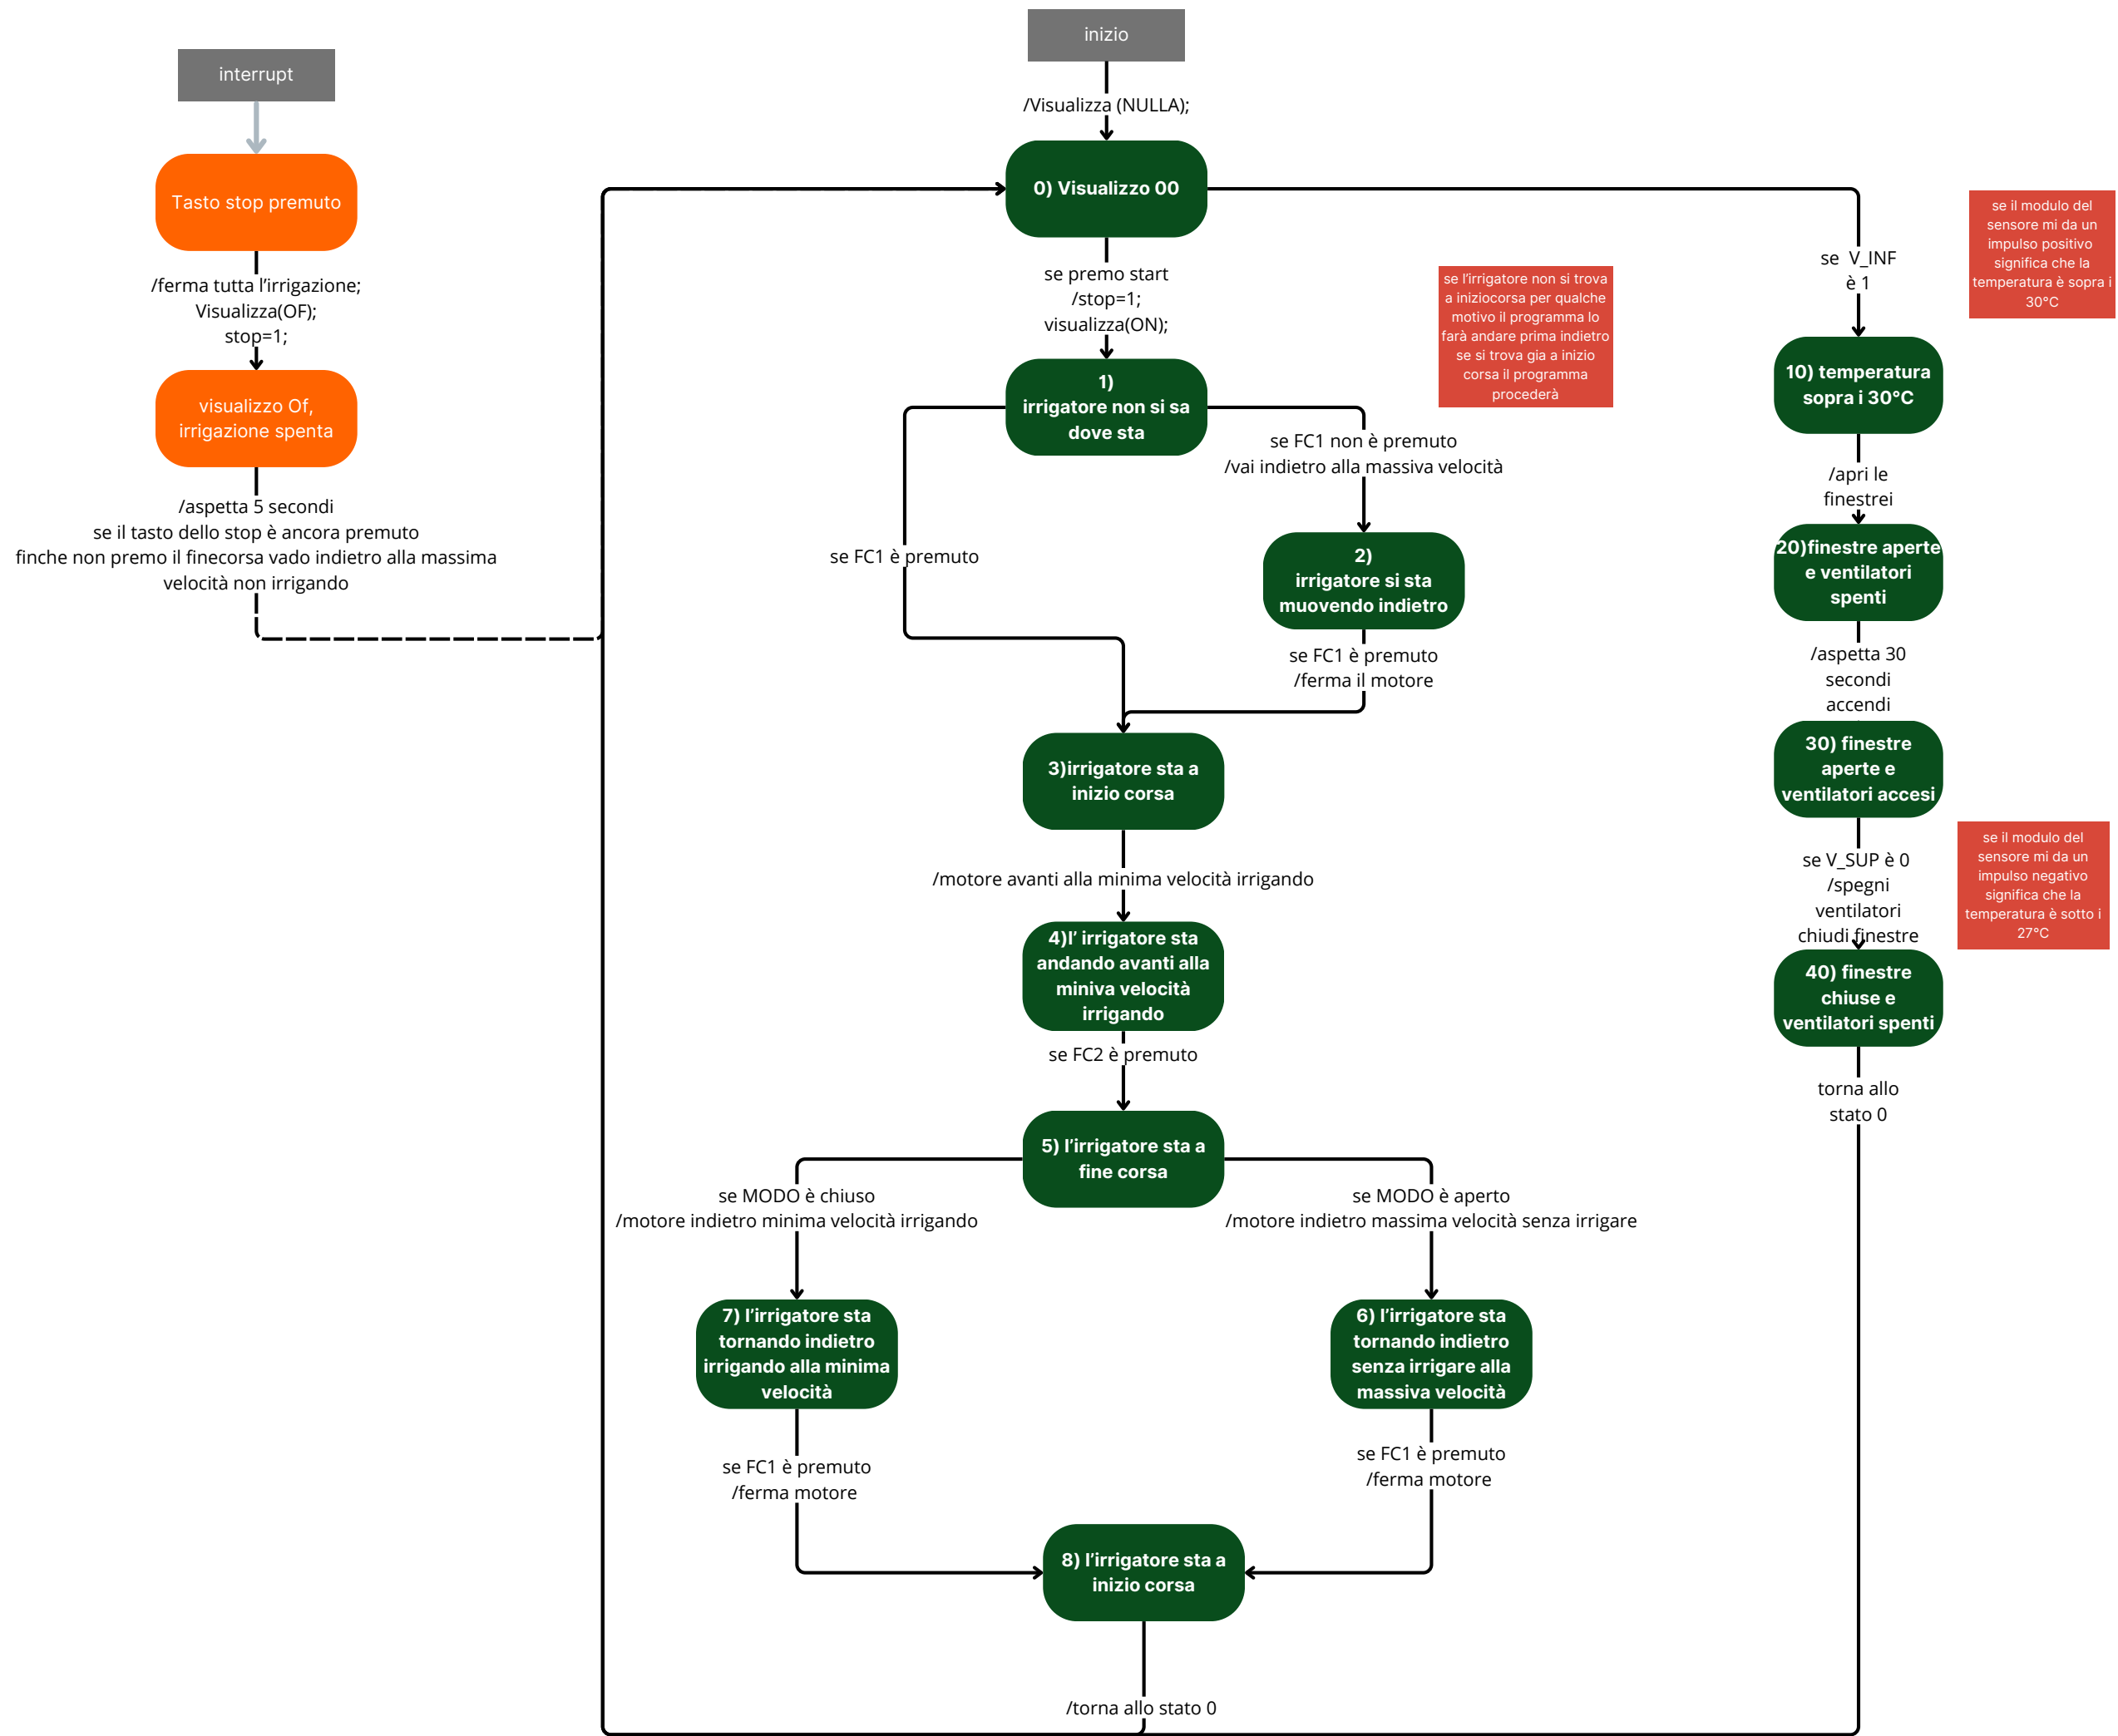 inizio
interrupt
/Visualizza (NULLA);
Tasto stop premuto
0) Visualizzo 00
se il modulo del
sensore mi da un
impulso positivo
significa che la
temperatura è sopra i
30°C
/ferma tutta l'irrigazione;
Visualizza(OF);
stop=1;
se premo start
/stop=1;
visualizza(ON);
se l'irrigatore non si trova
a iniziocorsa per qualche
motivo il programma lo
farà andare prima indietro
se si trova gia a inizio
corsa il programma
procederà
se V_INF
è 1
visualizzo Of,
irrigazione spenta
1)
irrigatore non si sa
dove sta
10) temperatura
sopra i 30°C
se FC1 non è premuto
/vai indietro alla massiva velocità
/apri le
finestrei
/aspetta 5 secondi
se il tasto dello stop è ancora premuto
finche non premo il finecorsa vado indietro alla massima
velocità non irrigando
se FC1 è premuto
2)
irrigatore si sta
muovendo indietro
20)finestre aperte
e ventilatori
spenti
se FC1 è premuto
/ferma il motore
/aspetta 30
secondi
accendi
3)irrigatore sta a
inizio corsa
30) finestre
aperte e
ventilatori accesi
/motore avanti alla minima velocità irrigando
se V_SUP è 0
/spegni
ventilatori
chiudi finestre
se il modulo del
sensore mi da un
impulso negativo
significa che la
temperatura è sotto i
27°C
4)l' irrigatore sta
andando avanti alla
miniva velocità
irrigando
40) finestre
chiuse e
ventilatori spenti
se FC2 è premuto
torna allo
stato 0
5) l'irrigatore sta a
fine corsa
se MODO è chiuso
/motore indietro minima velocità irrigando
se MODO è aperto
/motore indietro massima velocità senza irrigare
7) l'irrigatore sta
tornando indietro
irrigando alla minima
velocità
6) l'irrigatore sta
tornando indietro
senza irrigare alla
massiva velocità
se FC1 è premuto
/ferma motore
se FC1 è premuto
/ferma motore
8) l'irrigatore sta a
inizio corsa
/torna allo stato 0